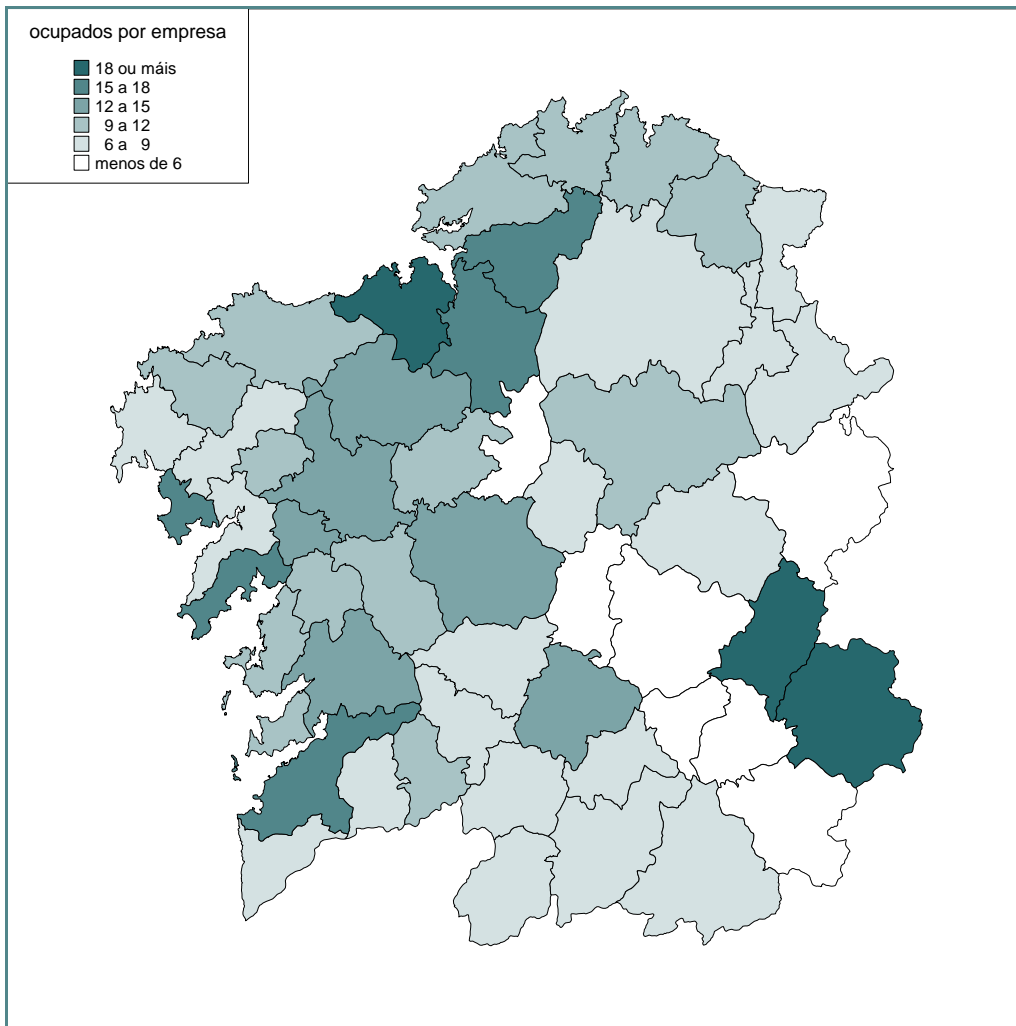 ocupados por empresa
18 ou máis
15 a 18
12 a 15
9 a 12
6 a 9
menos de 6